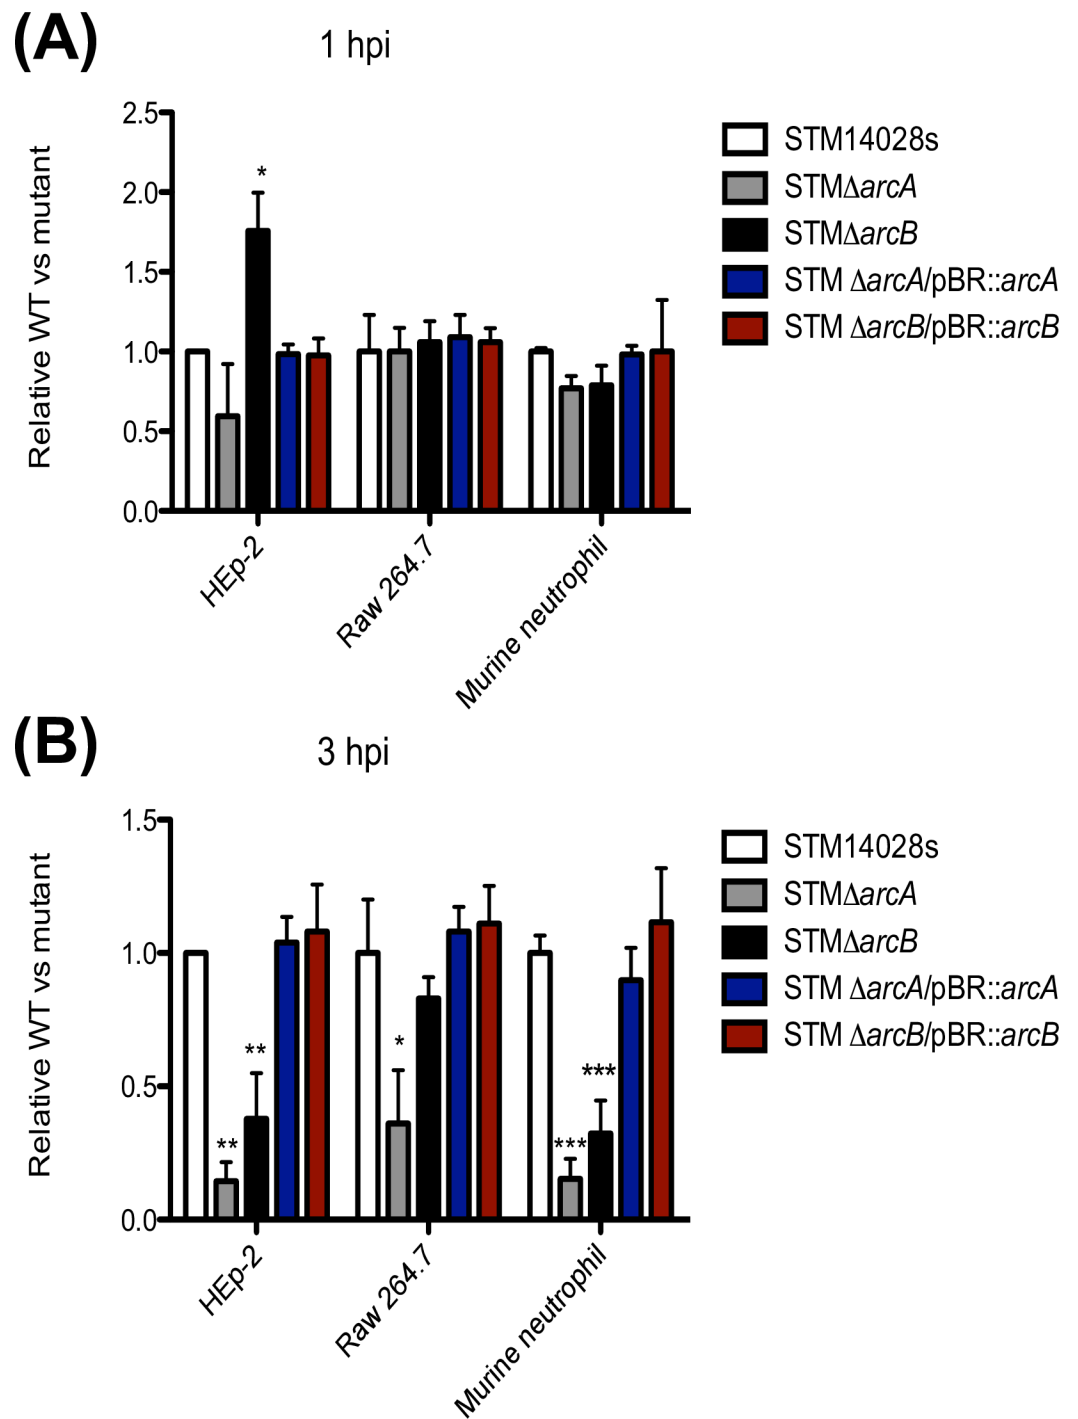 (A)
1 hpi
Relative WT vs mutant
2.5
2.0
1.5
1.0
0.5
0.0
*
HEp-2
Raw 264.7
Murine neutrophil
STM14028s
STMΔarcA
STMΔarcB
STM ΔarcA/pBR::arcA
STM ΔarcB/pBR::arcB
(B)
3 hpi
Relative WT vs mutant
1.5
1.0
0.5
0.0
**
**
*
***
***
HEp-2
Raw 264.7
Murine neutrophil
STM14028s
STMΔarcA
STMΔarcB
STM ΔarcA/pBR::arcA
STM ΔarcB/pBR::arcB